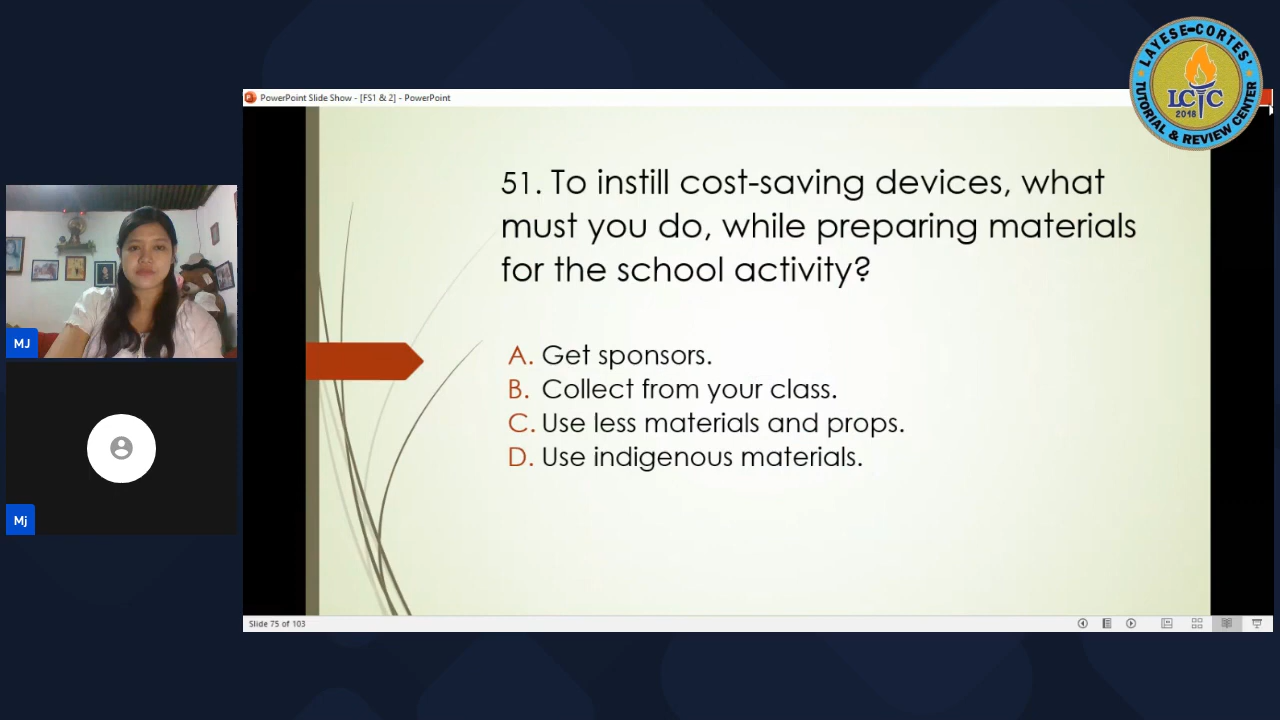 LAYESE-CORTES'
LCTC
2018
TUTORIAL & REVIEW CENTER
PowerPoint Slide Show - [FS1 & 2] - PowerPoint
51. To instill cost-saving devices, what
must you do, while preparing materials
for the school activity?
A. Get sponsors.
B. Collect from your class.
C. Use less materials and props.
D. Use indigenous materials.
MJ
Mj
Slide 75 of 103